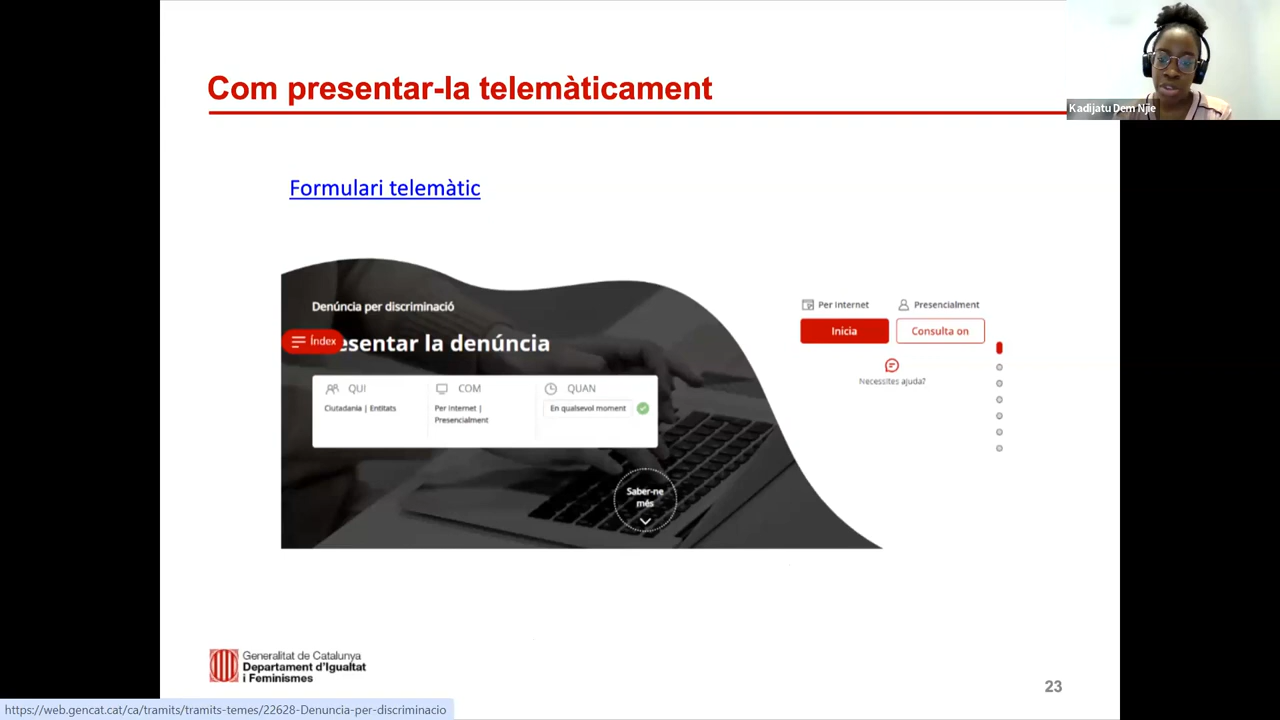 Com presentar-la telemàticament
Kadijatu Dem Njie
Formulari telemàtic
Denúncia per discriminació
Índex
esentar la denúncia
QUI
Ciutadania | Entitats
COM
Per Internet |
Presencialment
QUAN
En qualsevol moment
Saber-ne
més
Per Internet
Presencialment
Inicia
Consulta on
Necessites ajuda?
Generalitat de Catalunya
Departament d'Igualtat
i Feminismes
23
https://web.gencat.cat/ca/tramits/tramits-temes/22628-Denuncia-per-discriminacio